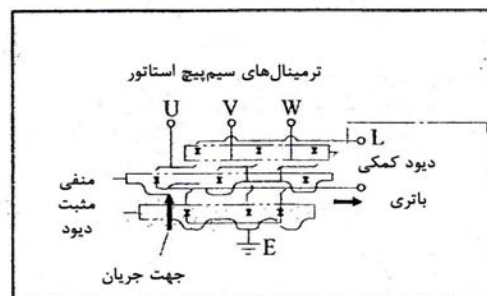 ترمینال‌های سیم‌پیچ استاتور
U V W
L
دیود کمکی
منفی
مثبت
دیود
باتری
E
جهت جریان